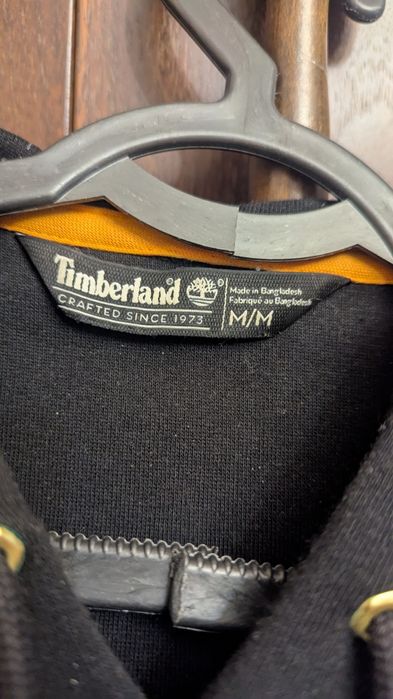 Timberland ®
CRAFTED SINCE 1973
Made in Bangladesh
Fabriqué au Bangladesh
M/M